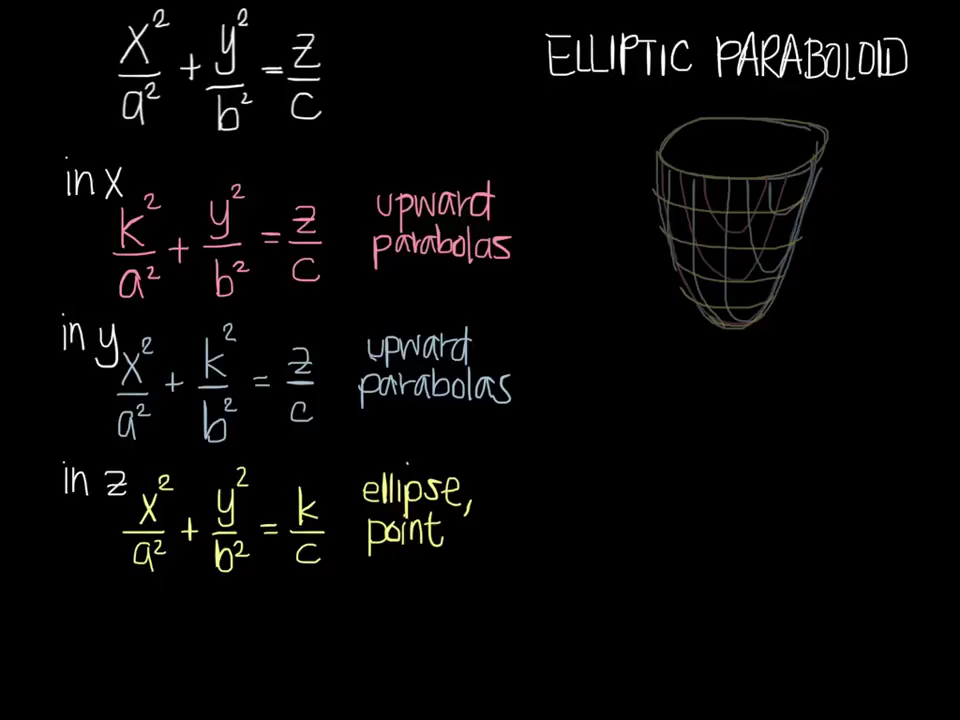 x²/a² + y²/b² = z/c
ELLIPTIC PARABOLOID
in x
k²/a² + y²/b² = z/c
upward
parabolas
in y
x²/a² + k²/b² = z/c
upward
parabolas
in z
x²/a² + y²/b² = k/c
ellipse,
point